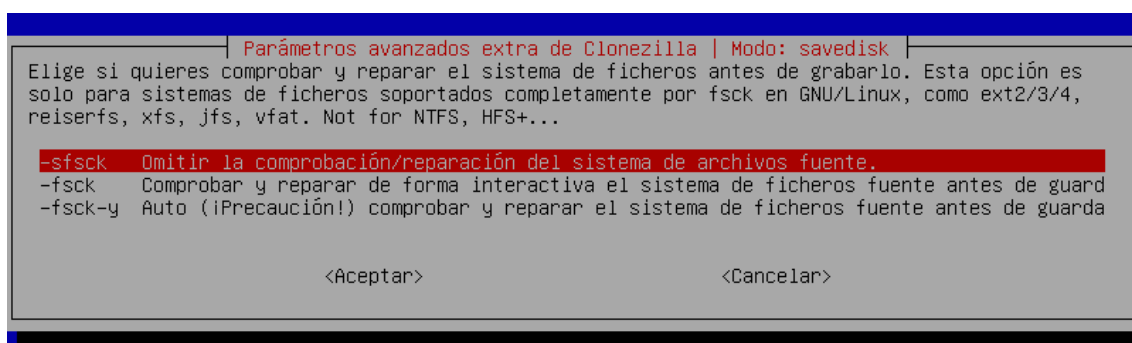 Parámetros avanzados extra de Clonezilla | Modo: savedisk
Elige si quieres comprobar y reparar el sistema de ficheros antes de grabarlo. Esta opción es
solo para sistemas de ficheros soportados completamente por fsck en GNU/Linux, como ext2/3/4,
reiserfs, xfs, jfs, vfat. Not for NTFS, HFS+...
-sfsck Omitir la comprobación/reparación del sistema de archivos fuente.
-fsck Comprobar y reparar de forma interactiva el sistema de ficheros fuente antes de guard
-fsck-y Auto (¡Precaución!) comprobar y reparar el sistema de ficheros fuente antes de guarda
<Aceptar> <Cancelar>